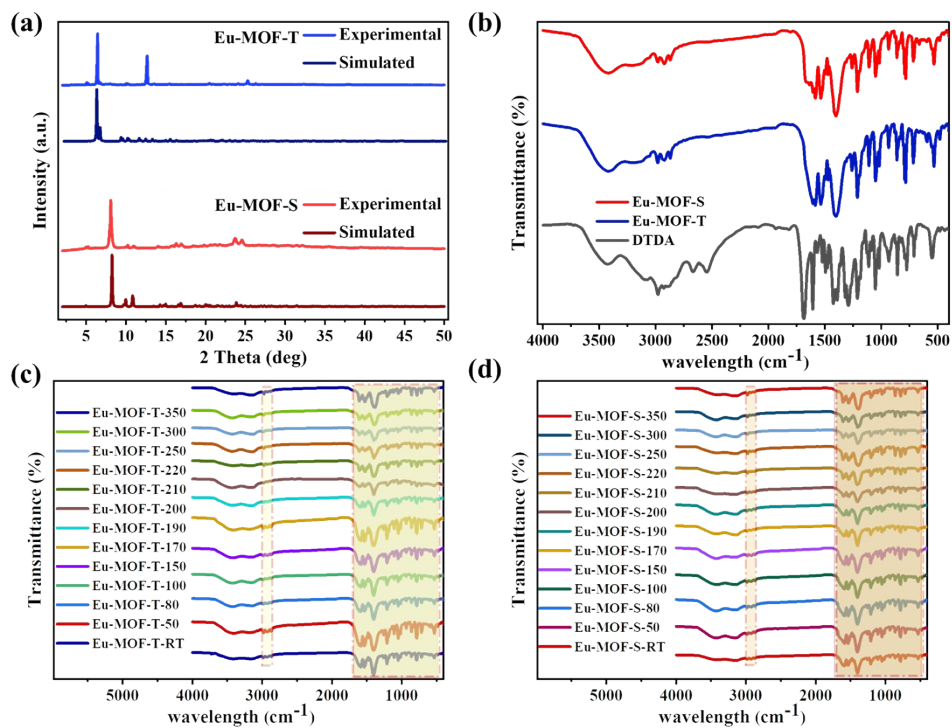 (a)
Eu-MOF-T
Experimental
Simulated
Eu-MOF-S
Experimental
Simulated
Intensity (a.u.)
5 10 15 20 25 30 35 40 45 50
2 Theta (deg)
(b)
Transmittance (%)
Eu-MOF-S
Eu-MOF-T
DTDA
4000 3500 3000 2500 2000 1500 1000 500
wavelength (cm-1)
(c)
Transmittance (%)
Eu-MOF-T-350
Eu-MOF-T-300
Eu-MOF-T-250
Eu-MOF-T-220
Eu-MOF-T-210
Eu-MOF-T-200
Eu-MOF-T-190
Eu-MOF-T-170
Eu-MOF-T-150
Eu-MOF-T-100
Eu-MOF-T-80
Eu-MOF-T-50
Eu-MOF-T-RT
5000 4000 3000 2000 1000
wavelength (cm-1)
(d)
Transmittance (%)
Eu-MOF-S-350
Eu-MOF-S-300
Eu-MOF-S-250
Eu-MOF-S-220
Eu-MOF-S-210
Eu-MOF-S-200
Eu-MOF-S-190
Eu-MOF-S-170
Eu-MOF-S-150
Eu-MOF-S-100
Eu-MOF-S-80
Eu-MOF-S-50
Eu-MOF-S-RT
5000 4000 3000 2000 1000
wavelength (cm-1)